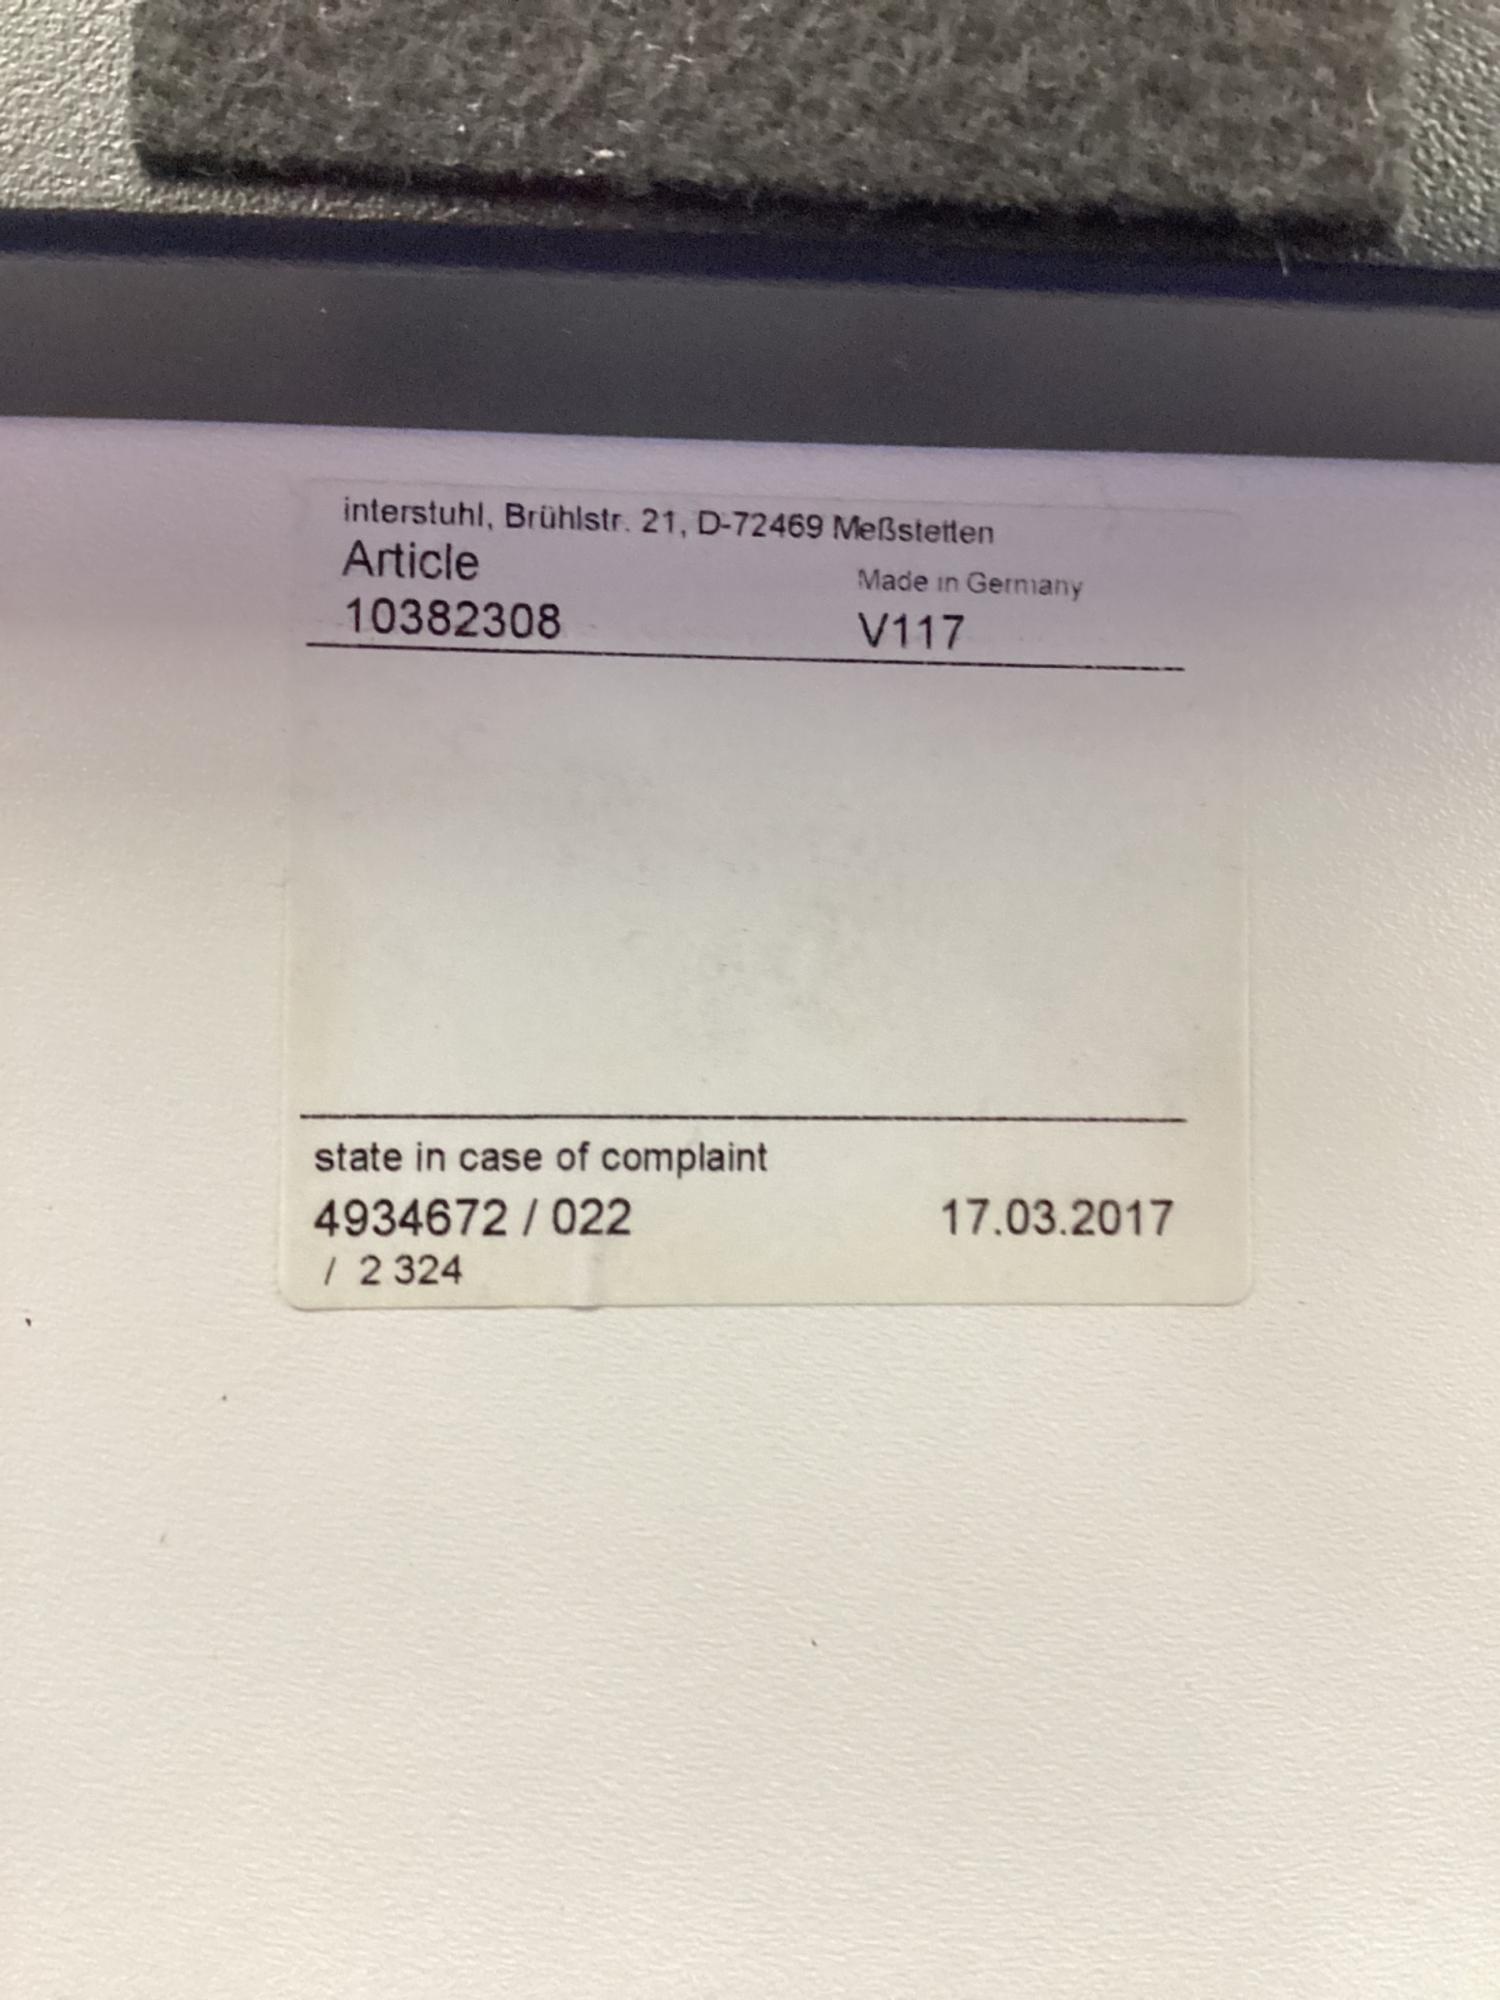 interstuhl, Brühlstr. 21, D-72469 Meßstetten
Article
Made in Germany
10382308 V117
state in case of complaint
4934672 / 022 17.03.2017
/ 2 324